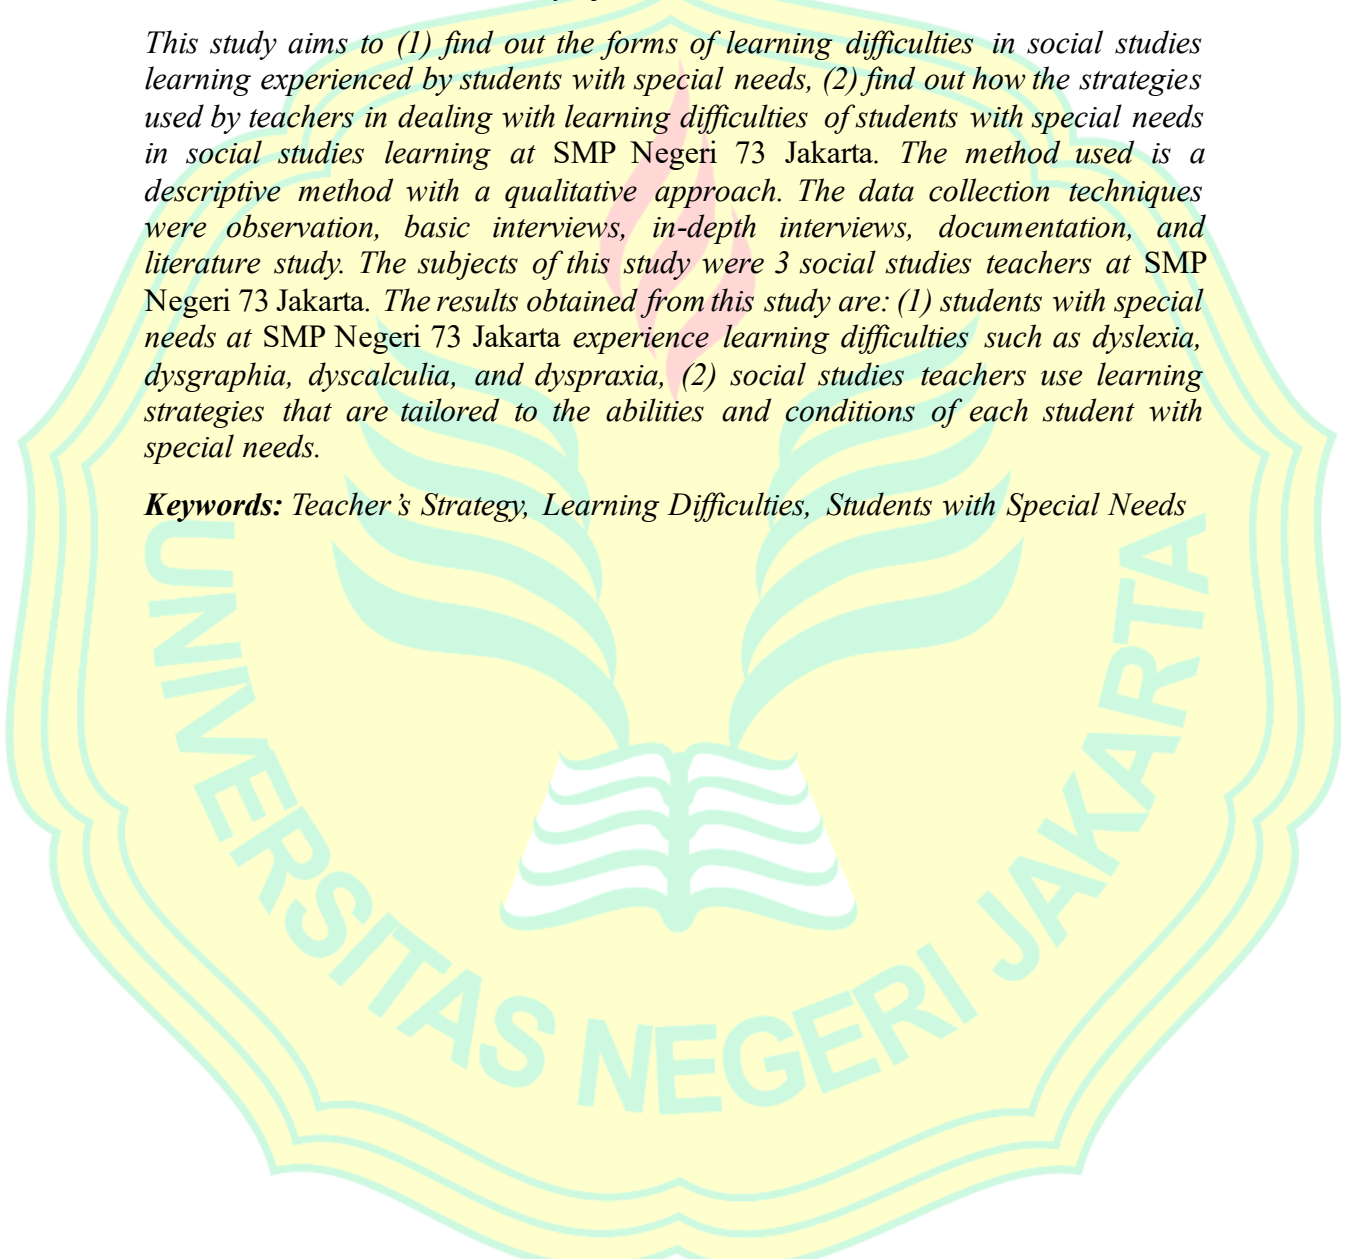 This study aims to (1) find out the forms of learning difficulties in social studies
learning experienced by students with special needs, (2) find out how the strategies
used by teachers in dealing with learning difficulties of students with special needs
in social studies learning at SMP Negeri 73 Jakarta. The method used is a
descriptive method with a qualitative approach. The data collection techniques
were observation, basic interviews, in-depth interviews, documentation, and
literature study. The subjects of this study were 3 social studies teachers at SMP
Negeri 73 Jakarta. The results obtained from this study are: (1) students with special
needs at SMP Negeri 73 Jakarta experience learning difficulties such as dyslexia,
dysgraphia, dyscalculia, and dyspraxia, (2) social studies teachers use learning
strategies that are tailored to the abilities and conditions of each student with
special needs.
Keywords: Teacher's Strategy, Learning Difficulties, Students with Special Needs
UNIVERSITAS NEGERI JAKARTA